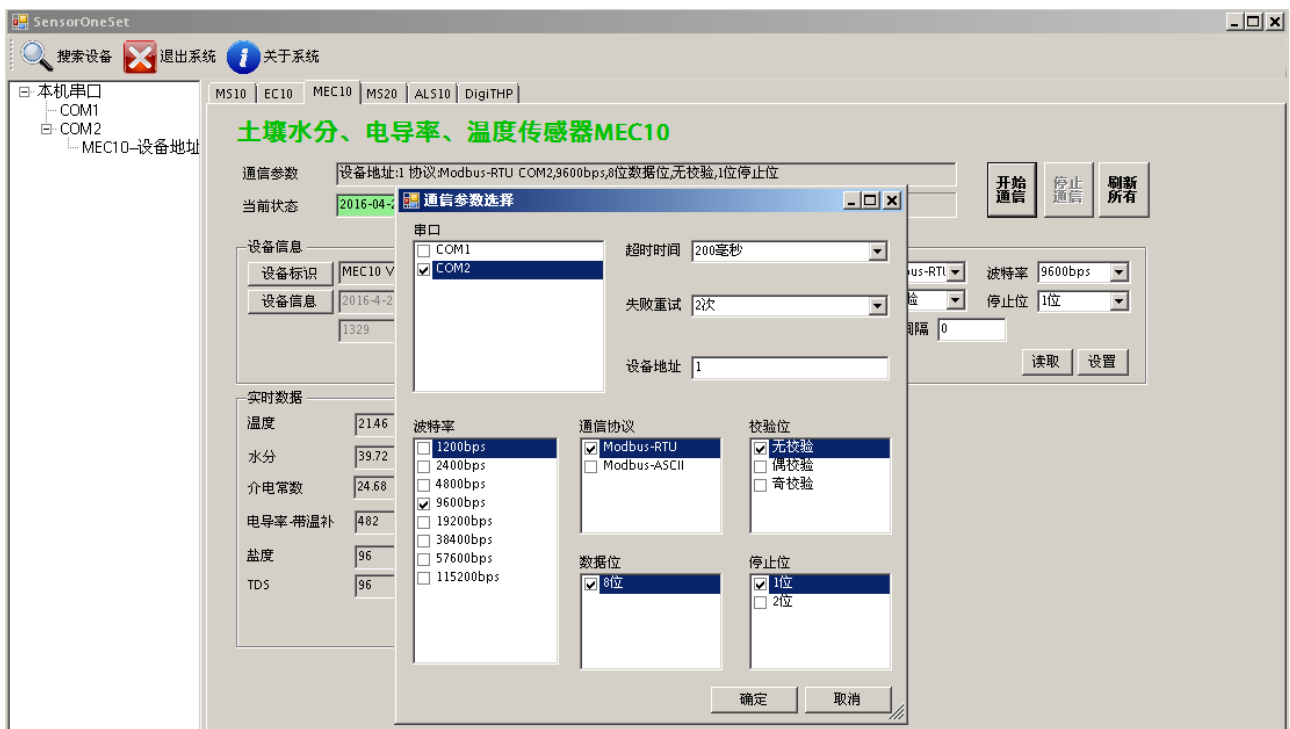 SensorOneSet
搜索设备 退出系统 关于系统
本机串口
COM1
COM2
MEC10–设备地址
MS10 EC10 MEC10 MS20 ALS10 DigiTHP
土壤水分、电导率、温度传感器MEC10
通信参数 设备地址:1 协议:Modbus-RTU COM2,9600bps,8位数据位,无校验,1位停止位
当前状态 2016-04-2
开始通信 停止通信 刷新所有
设备信息
设备标识 MEC10 V
设备信息 2016-4-2
1329
us-RTU 波特率 9600bps
验 停止位 1位
间隔 0
读取 设置
实时数据
温度 21.46
水分 39.72
介电常数 24.68
电导率-带温补 482
盐度 96
TDS 96
通信参数选择
串口
COM1
COM2
超时时间 200毫秒
失败重试 2次
设备地址 1
波特率
1200bps
2400bps
4800bps
9600bps
19200bps
38400bps
57600bps
115200bps
通信协议
Modbus-RTU
Modbus-ASCII
校验位
无校验
偶校验
奇校验
数据位
8位
停止位
1位
2位
确定 取消